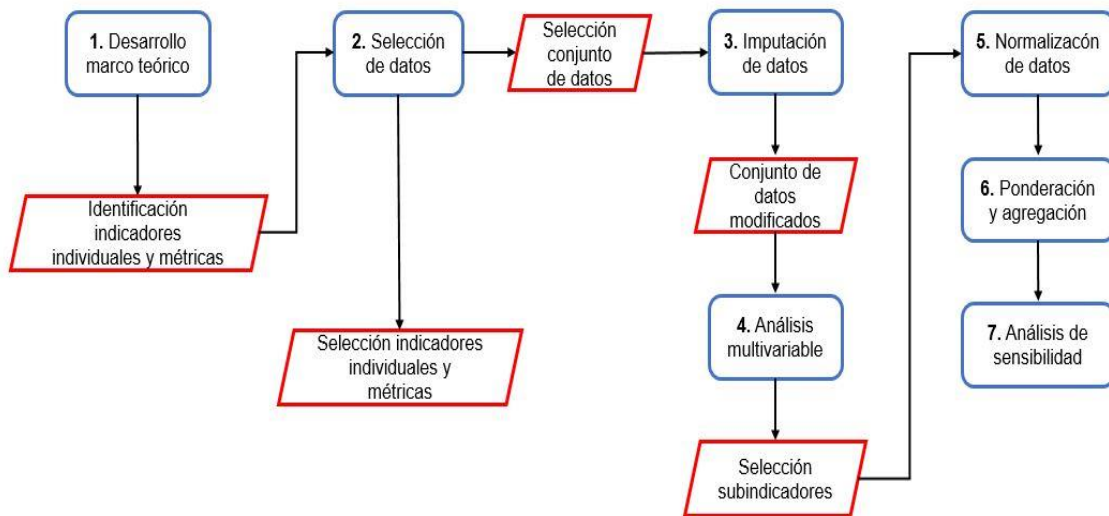 1. Desarrollo
marco teórico
Identificación
indicadores
individuales y métricas
2. Selección
de datos
Selección indicadores
individuales y
métricas
Selección
conjunto
de datos
3. Imputación
de datos
Conjunto de
datos
modificados
4. Análisis
multivariable
Selección
subindicadores
5. Normalizacón
de datos
6. Ponderación
y agregación
7. Análisis de
sensibilidad